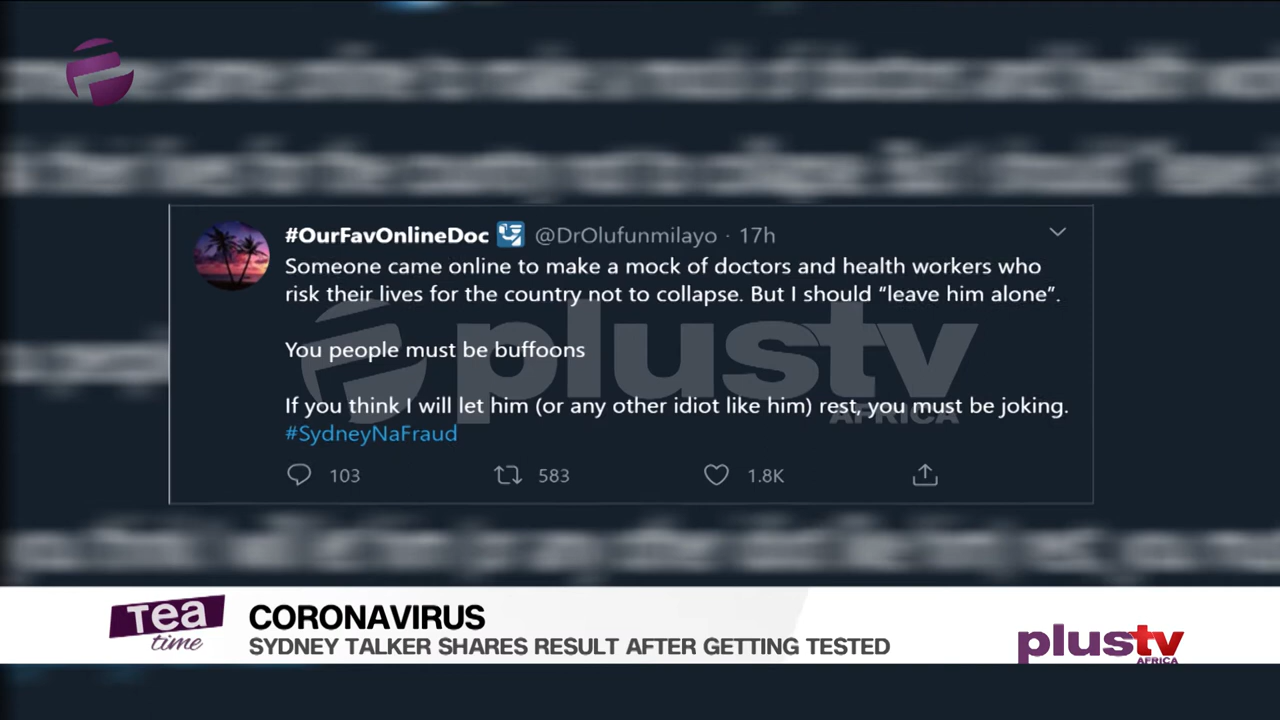 #OurFavOnlineDoc @DrOlufunmilayo · 17h
Someone came online to make a mock of doctors and health workers who
risk their lives for the country not to collapse. But I should “leave him alone”.
You people must be buffoons
If you think I will let him (or any other idiot like him) rest, you must be joking.
#SydneyNaFraud
103 583 1.8K
plustv
AFRICA
Tea
time
CORONAVIRUS
SYDNEY TALKER SHARES RESULT AFTER GETTING TESTED
plustv
AFRICA